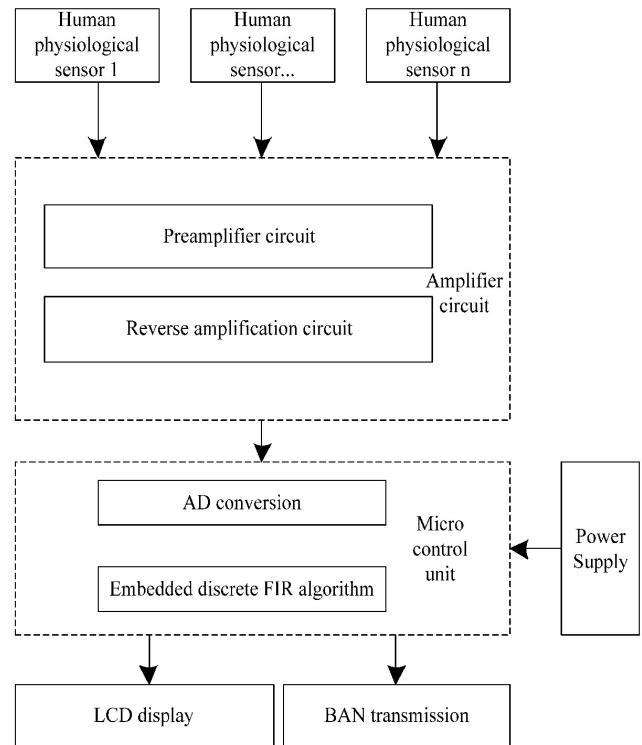 Human
physiological
sensor 1
Human
physiological
sensor...
Human
physiological
sensor n
Preamplifier circuit
Reverse amplification circuit
Amplifier
circuit
AD conversion
Embedded discrete FIR algorithm
Micro
control
unit
Power
Supply
LCD display
BAN transmission